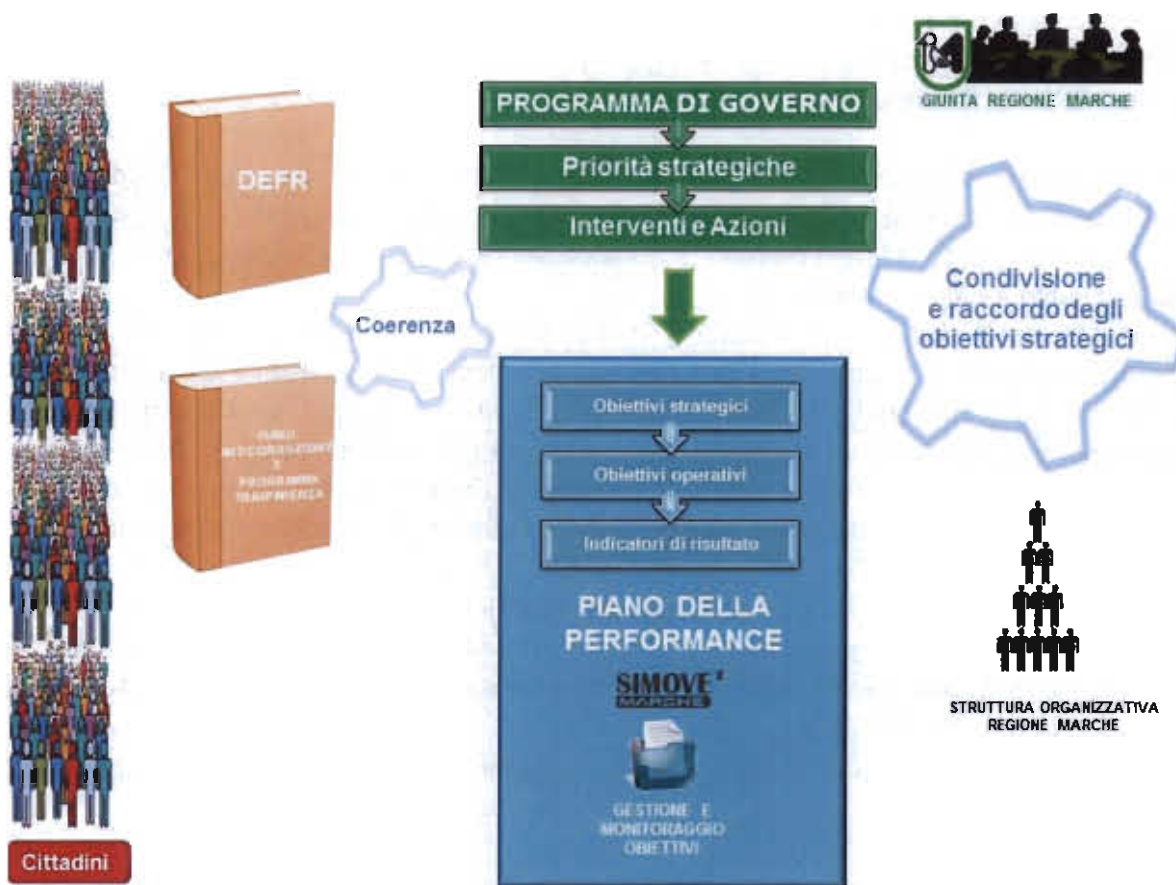 GIUNTA REGIONE MARCHE
PROGRAMMA DI GOVERNO
Priorità strategiche
Interventi e Azioni
DEFR
Coerenza
Condivisione
e raccordo degli
obiettivi strategici
E
PROGRAMMA
Obiettivi strategici
Obiettivi operativi
Indicatori di risultato
PIANO DELLA
PERFORMANCE
SIMOVE
MARCHE
GESTIONE E
MONITORAGGIO
OBIETTIVI
STRUTTURA ORGANIZZATIVA
REGIONE MARCHE
Cittadini